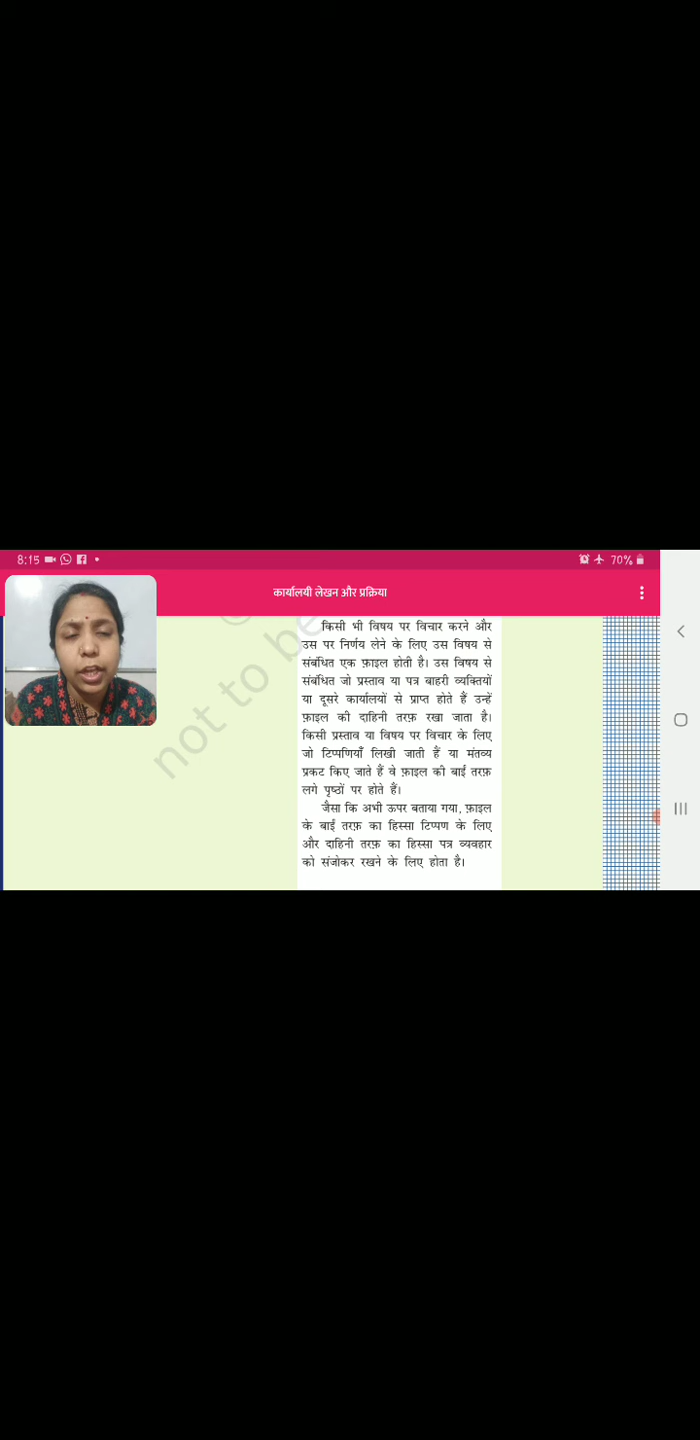 8:15
70%
कार्यालयी लेखन और प्रक्रिया
किसी भी विषय पर विचार करने और
उस पर निर्णय लेने के लिए उस विषय से
संबंधित एक फ़ाइल होती है। उस विषय से
संबंधित जो प्रस्ताव या पत्र बाहरी व्यक्तियों
या दूसरे कार्यालयों से प्राप्त होते हैं उन्हें
फ़ाइल की दाहिनी तरफ़ रखा जाता है।
किसी प्रस्ताव या विषय पर विचार के लिए
जो टिप्पणियाँ लिखी जाती हैं या मंतव्य
प्रकट किए जाते हैं वे फ़ाइल की बाईं तरफ़
लगे पृष्ठों पर होते हैं।
जैसा कि अभी ऊपर बताया गया, फ़ाइल
के बाईं तरफ़ का हिस्सा टिप्पण के लिए
और दाहिनी तरफ़ का हिस्सा पत्र व्यवहार
को संजोकर रखने के लिए होता है।
not to be